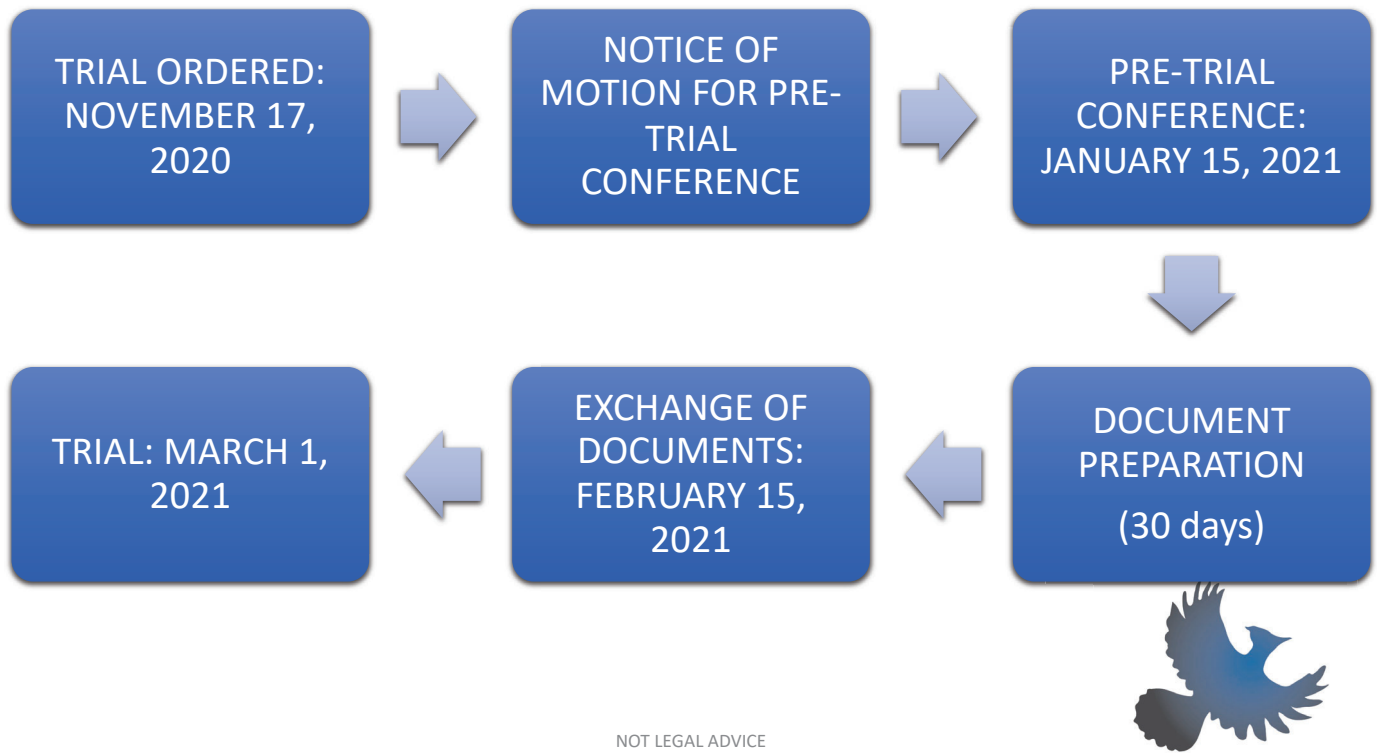 TRIAL ORDERED:
NOVEMBER 17,
2020
NOTICE OF
MOTION FOR PRE-
TRIAL
CONFERENCE
PRE-TRIAL
CONFERENCE:
JANUARY 15, 2021
DOCUMENT
PREPARATION
(30 days)
EXCHANGE OF
DOCUMENTS:
FEBRUARY 15,
2021
TRIAL: MARCH 1,
2021
NOT LEGAL ADVICE